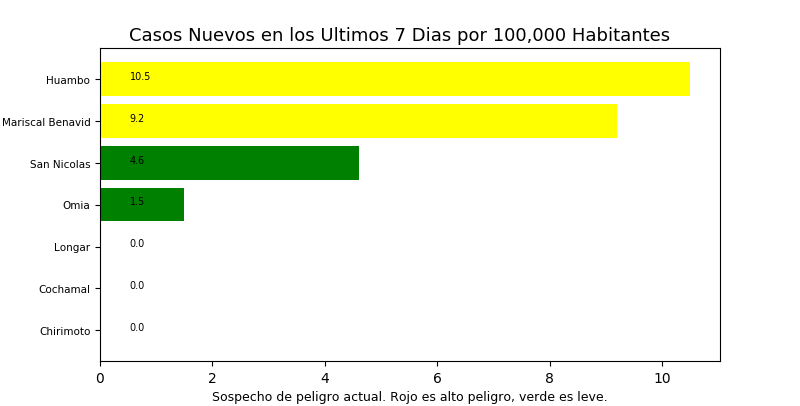 Casos Nuevos en los Ultimos 7 Dias por 100,000 Habitantes
Huambo 10.5
Mariscal Benavid 9.2
San Nicolas 4.6
Omia 1.5
Longar 0.0
Cochamal 0.0
Chirimoto 0.0
0 2 4 6 8 10
Sospecho de peligro actual. Rojo es alto peligro, verde es leve.